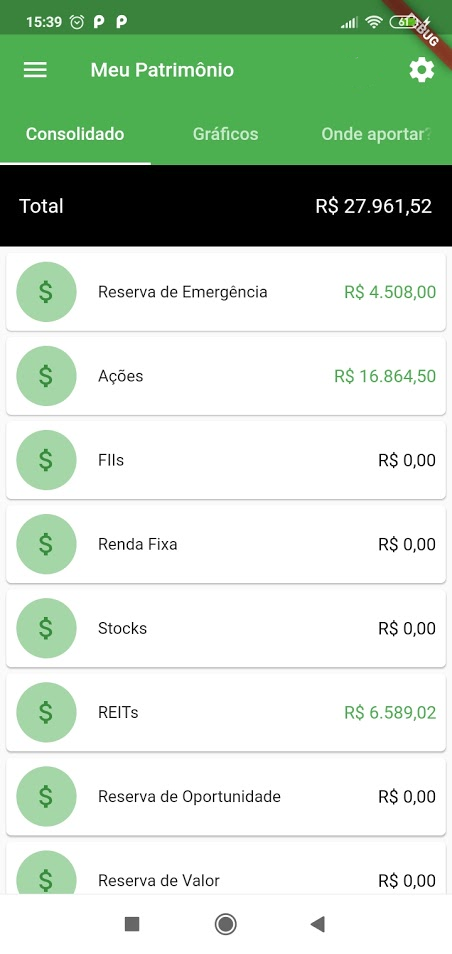 15:39 P P 61
DEBUG
Meu Patrimônio
Consolidado Gráficos Onde aportar?
Total R$ 27.961,52
$ Reserva de Emergência R$ 4.508,00
$ Ações R$ 16.864,50
$ FIIs R$ 0,00
$ Renda Fixa R$ 0,00
$ Stocks R$ 0,00
$ REITs R$ 6.589,02
$ Reserva de Oportunidade R$ 0,00
$ Reserva de Valor R$ 0,00